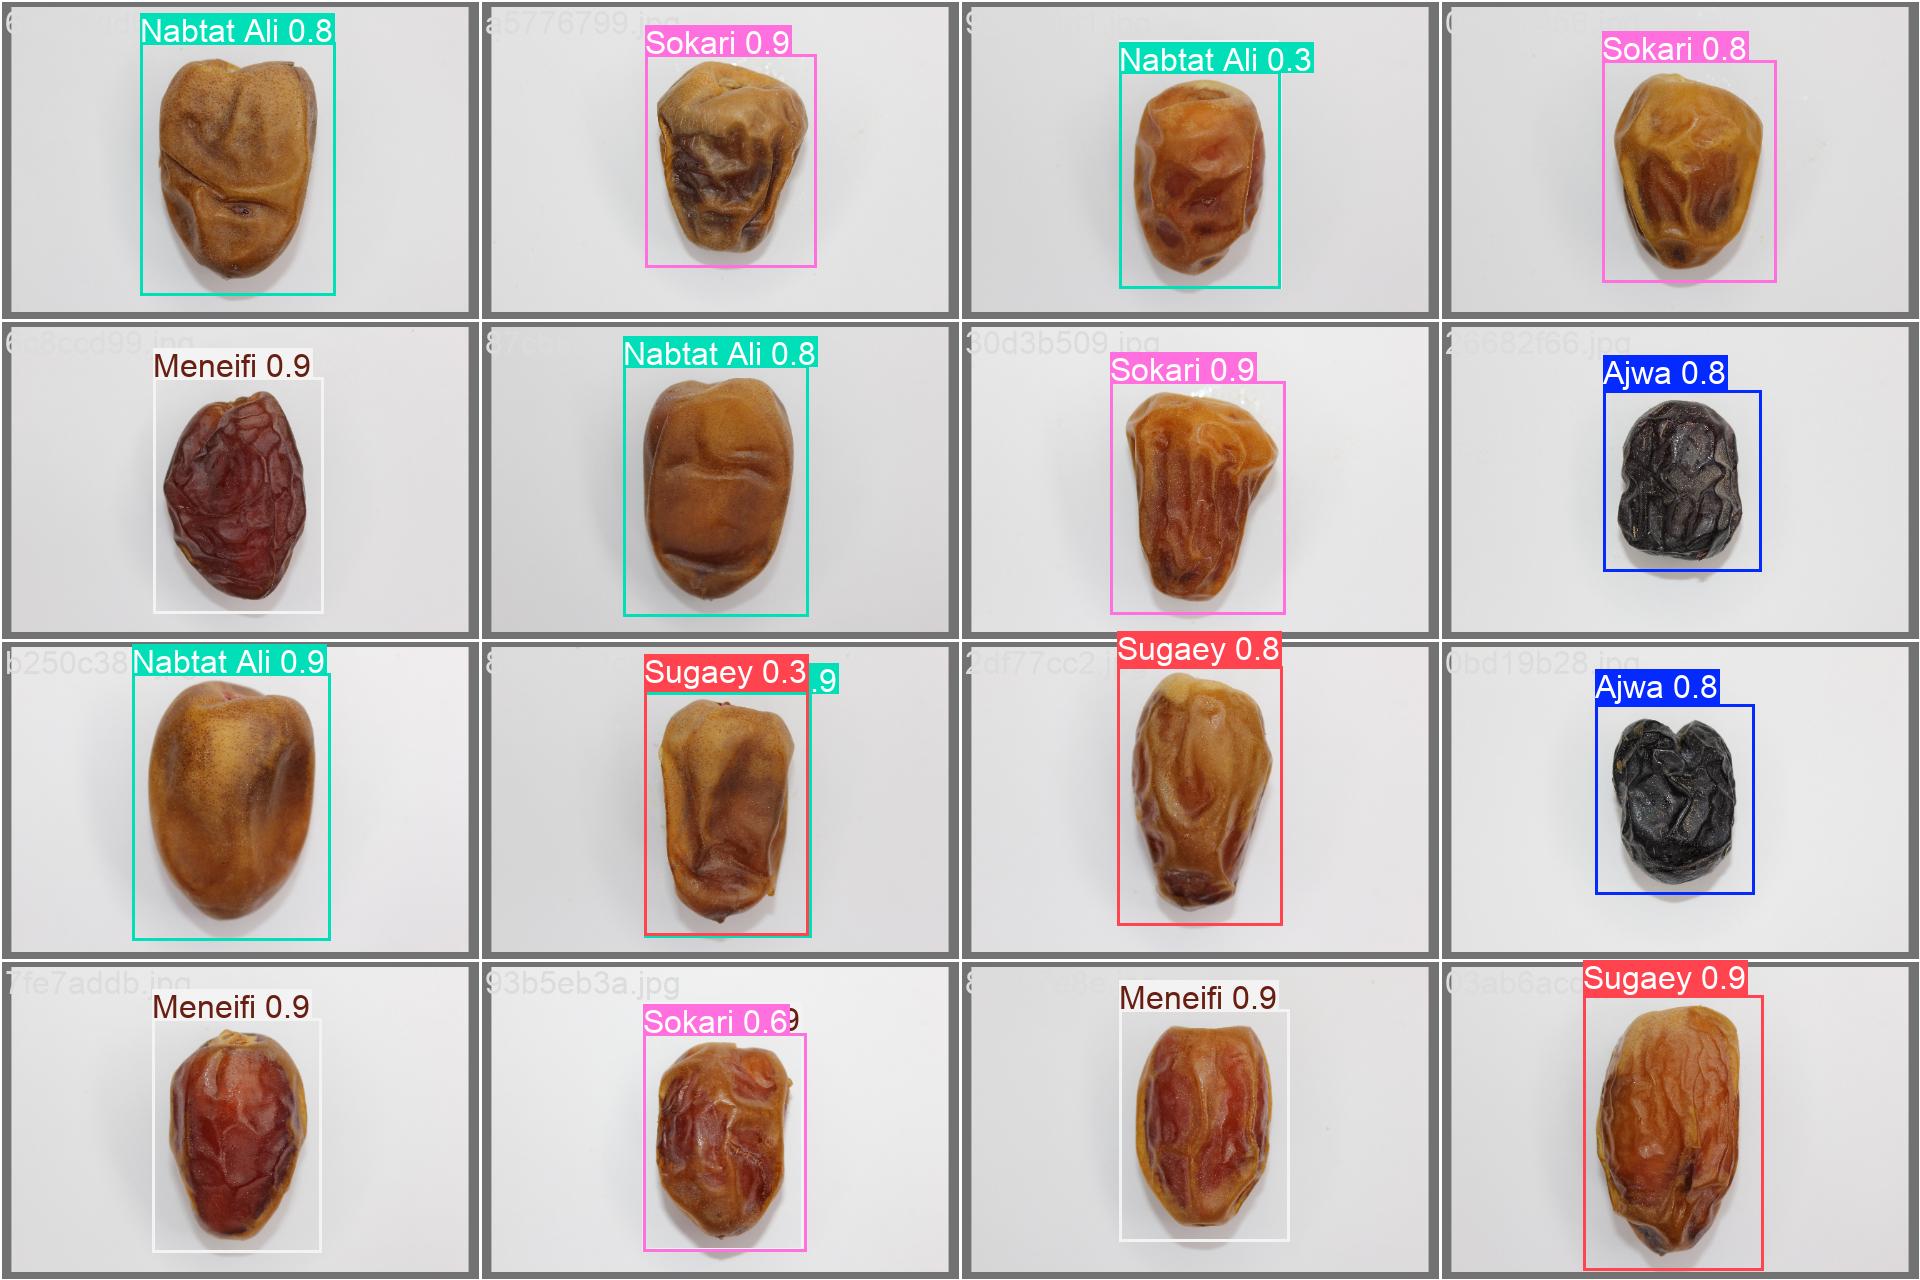 Nabtat Ali 0.8
a5776799.jpg
Sokari 0.9
Nabtat Ali 0.3
Sokari 0.8
6c8ccd99.jpg
Meneifi 0.9
Nabtat Ali 0.8
30d3b509.jpg
Sokari 0.9
26682f66.jpg
Ajwa 0.8
b250c38
Nabtat Ali 0.9
Sugaey 0.3
.9
2df77cc2.j
Sugaey 0.8
0bd19b28.jpg
Ajwa 0.8
7fe7addb.jpg
Meneifi 0.9
93b5eb3a.jpg
Sokari 0.6
9
Meneifi 0.9
03ab6ac
Sugaey 0.9